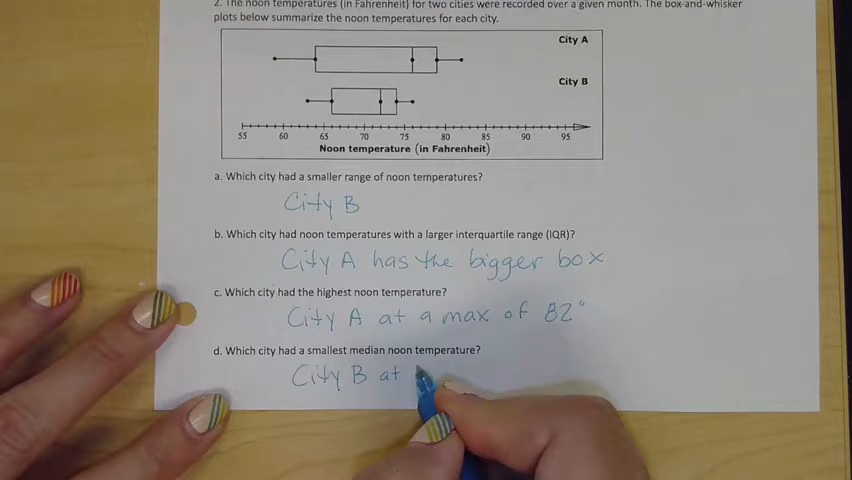 2. The noon temperatures (in Fahrenheit) for two cities were recorded over a given month. The box-and-whisker
plots below summarize the noon temperatures for each city.
City A
City B
55 60 65 70 75 80 85 90 95
Noon temperature (in Fahrenheit)
a. Which city had a smaller range of noon temperatures?
City B
b. Which city had noon temperatures with a larger interquartile range (IQR)?
City A has the bigger box
c. Which city had the highest noon temperature?
City A at a max of 82°
d. Which city had a smallest median noon temperature?
City B at